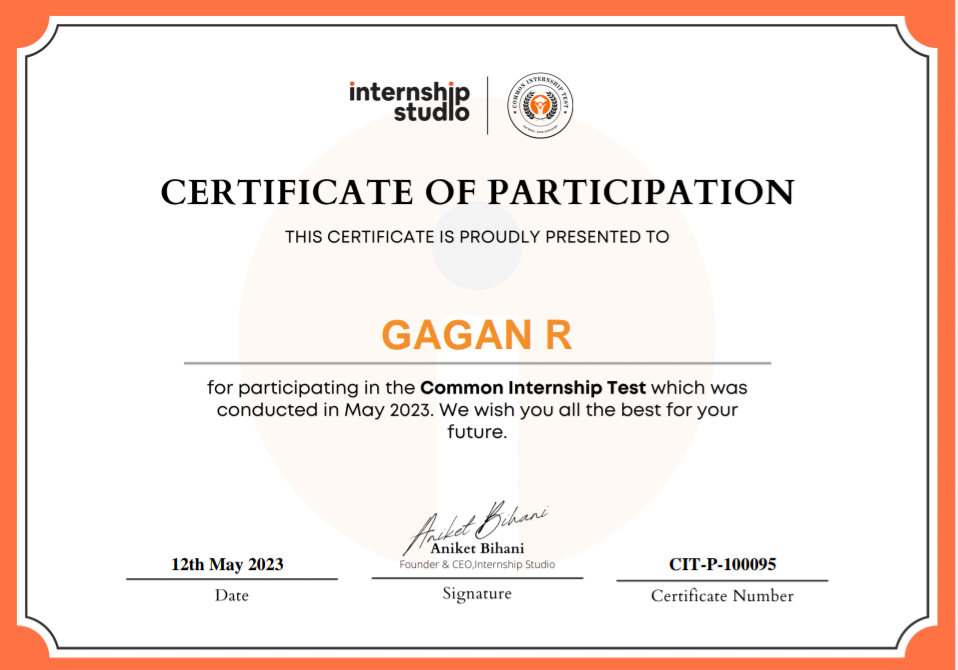 internship
studio
COMMON INTERNSHIP TEST
CERTIFICATE OF PARTICIPATION
THIS CERTIFICATE IS PROUDLY PRESENTED TO
GAGAN R
for participating in the Common Internship Test which was
conducted in May 2023. We wish you all the best for your
future.
Aniket Bihani
12th May 2023
Aniket Bihani
CIT-P-100095
Founder & CEO,Internship Studio
Date
Signature
Certificate Number